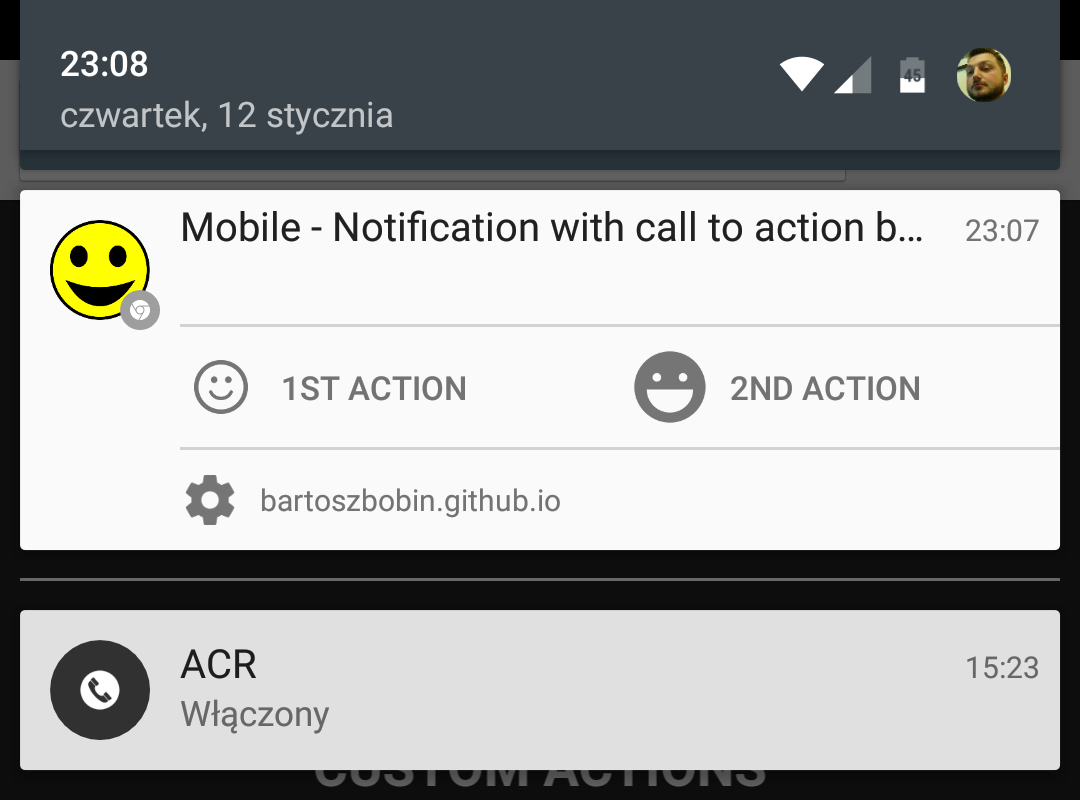 23:08
45
czwartek, 12 stycznia
Mobile - Notification with call to action b…
23:07
1ST ACTION
2ND ACTION
bartoszbobin.github.io
ACR
15:23
Włączony
CUSTOM ACTIONS